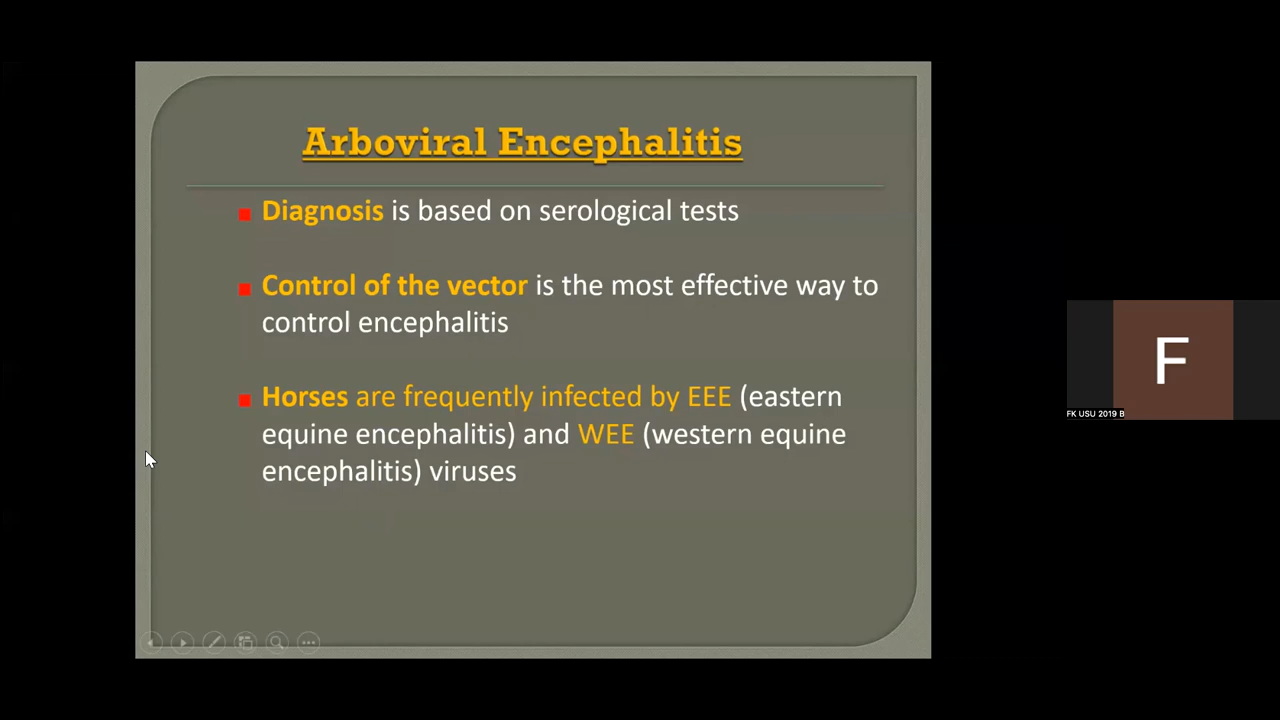 Arboviral Encephalitis
Diagnosis is based on serological tests
Control of the vector is the most effective way to
control encephalitis
Horses are frequently infected by EEE (eastern
equine encephalitis) and WEE (western equine
encephalitis) viruses
F
FK USU 2019 B